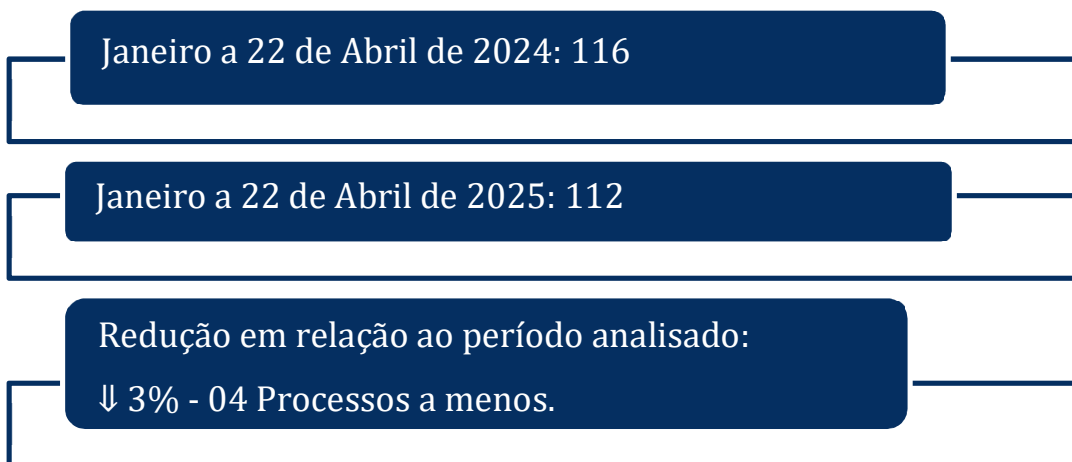 Janeiro a 22 de Abril de 2024: 116
Janeiro a 22 de Abril de 2025: 112
Redução em relação ao período analisado:
⇓ 3% - 04 Processos a menos.